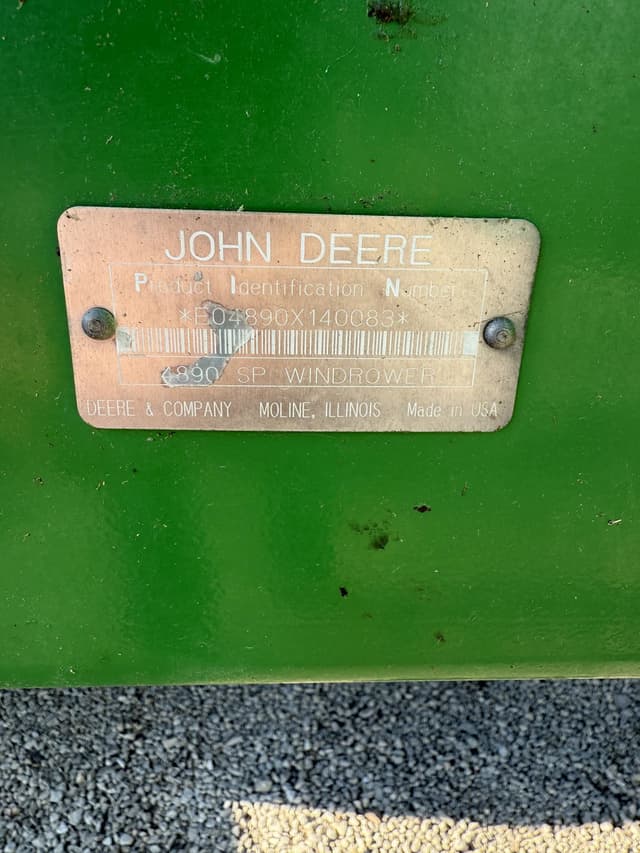 JOHN DEERE
Product Identification Number
*E04890X140083*
4890 SP WINDROWER
DEERE & COMPANY MOLINE, ILLINOIS Made in USA